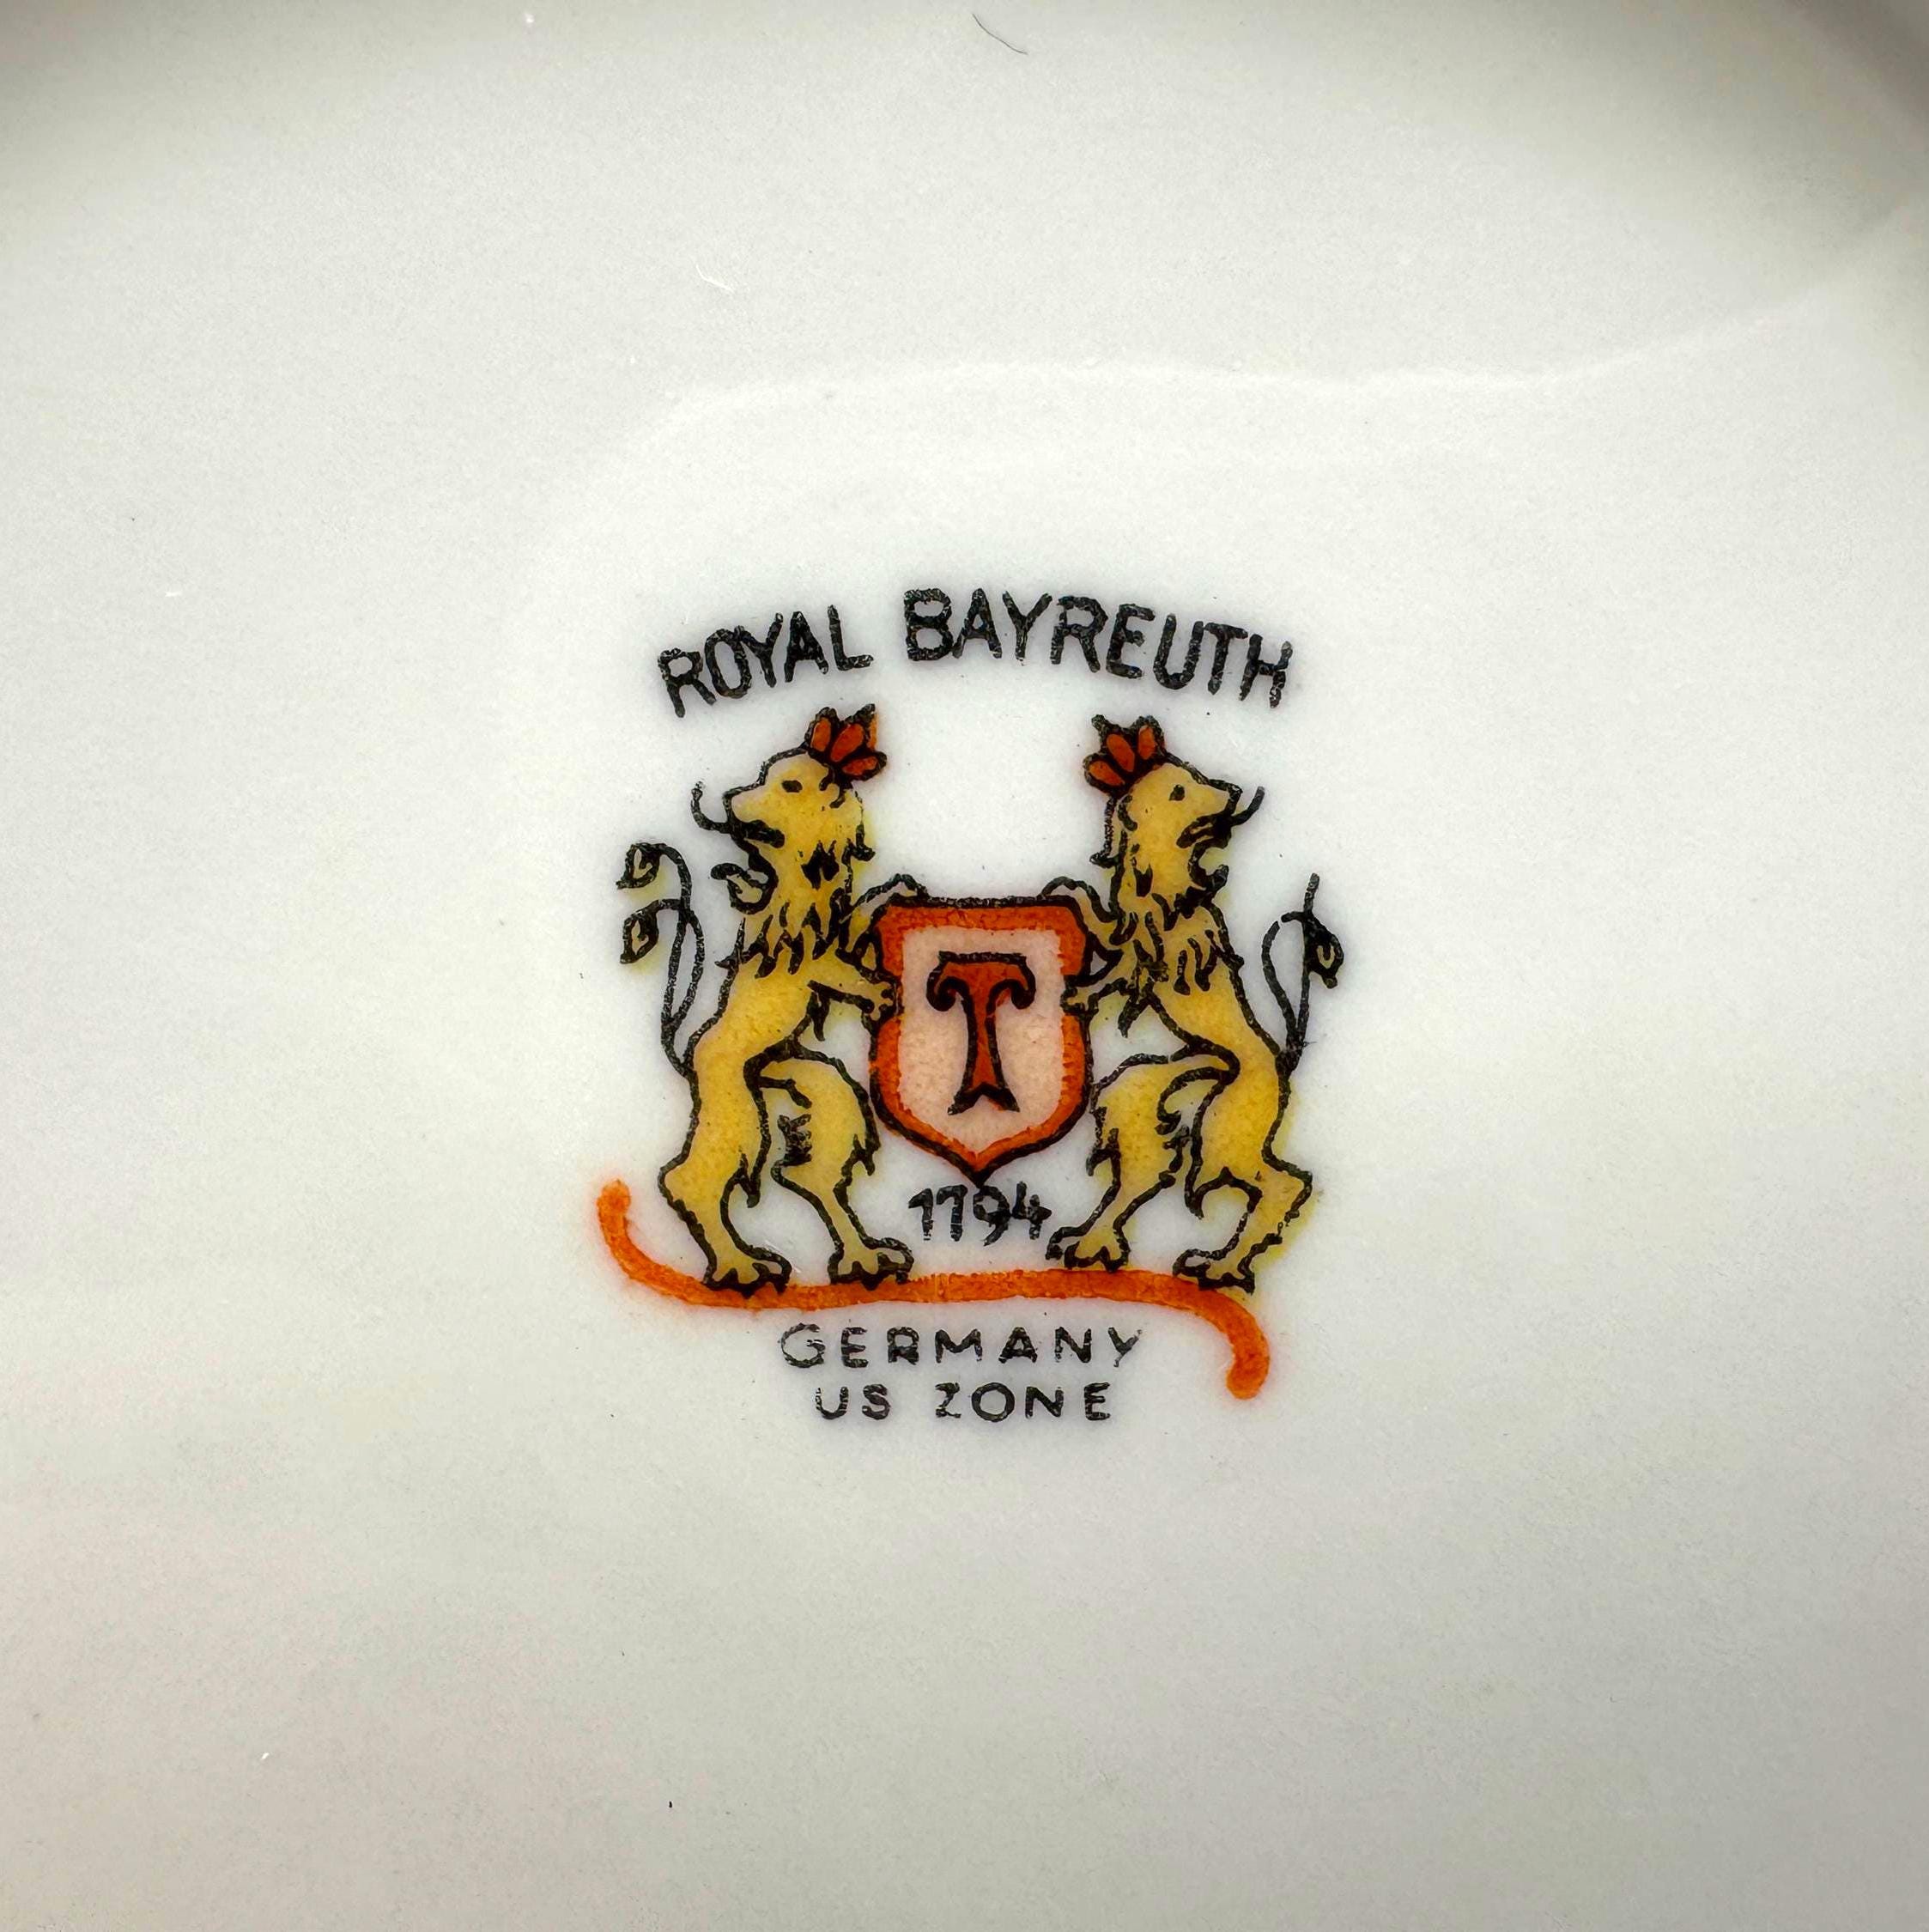 ROYAL BAYREUTH
T
1794
GERMANY
US ZONE